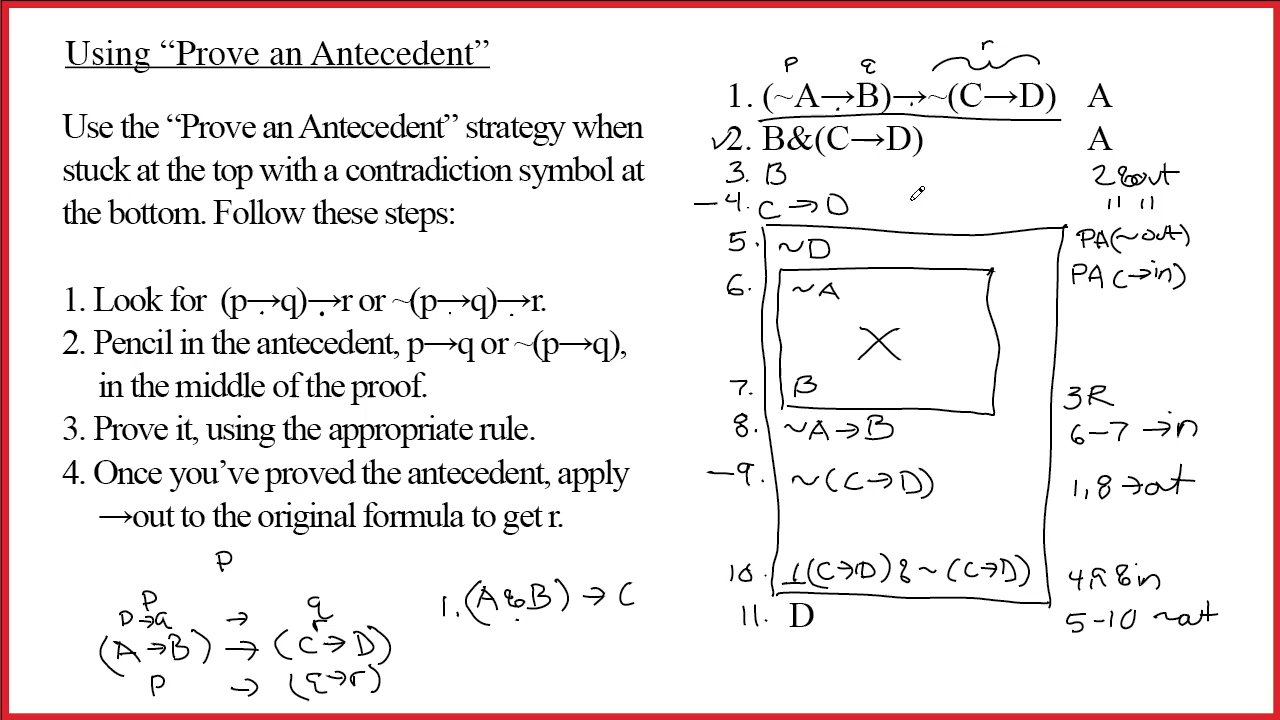 Using “Prove an Antecedent”
Use the “Prove an Antecedent” strategy when
stuck at the top with a contradiction symbol at
the bottom. Follow these steps:
1. Look for (p→q)→r or ~(p→q)→r.
2. Pencil in the antecedent, p→q or ~(p→q),
in the middle of the proof.
3. Prove it, using the appropriate rule.
4. Once you’ve proved the antecedent, apply
→out to the original formula to get r.
P
P q
P→q → r
(A→B) → (C→D)
P → (q→r)
1. (A&B) → C
P q r
1. (~A→B)→~(C→D) A
✓2. B&(C→D) A
3. B 2&out
—4. C→D " "
5. ~D PA(~out)
6. ~A PA(→in)
X
7. B 3R
8. ~A→B 6–7 →in
—9. ~(C→D) 1,8→out
10. ⊥(C→D)&~(C→D) 4,9 &in
11. D 5–10 ~out